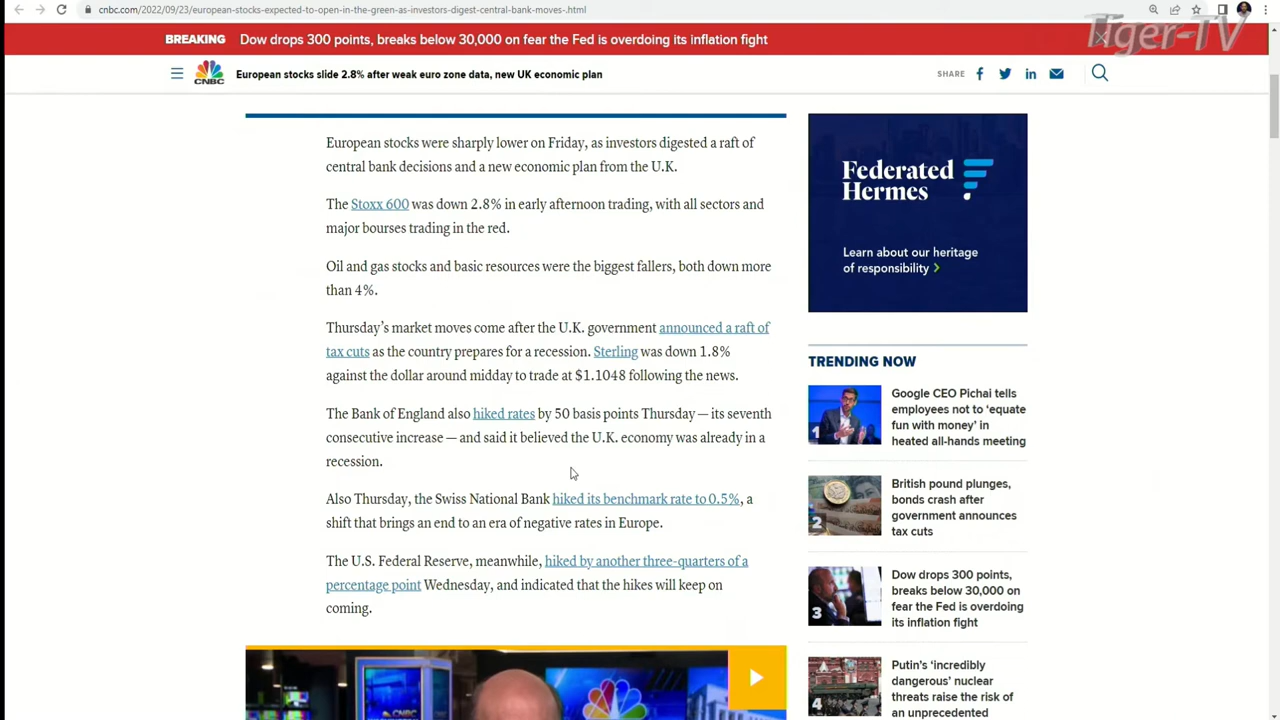 cnbc.com/2022/09/23/european-stocks-expected-to-open-in-the-green-as-investors-digest-central-bank-moves-.html
Tiger-TV
BREAKING Dow drops 300 points, breaks below 30,000 on fear the Fed is overdoing its inflation fight
CNBC
European stocks slide 2.8% after weak euro zone data, new UK economic plan
SHARE
European stocks were sharply lower on Friday, as investors digested a raft of
central bank decisions and a new economic plan from the U.K.
The Stoxx 600 was down 2.8% in early afternoon trading, with all sectors and
major bourses trading in the red.
Oil and gas stocks and basic resources were the biggest fallers, both down more
than 4%.
Thursday’s market moves come after the U.K. government announced a raft of
tax cuts as the country prepares for a recession. Sterling was down 1.8%
against the dollar around midday to trade at $1.1048 following the news.
The Bank of England also hiked rates by 50 basis points Thursday — its seventh
consecutive increase — and said it believed the U.K. economy was already in a
recession.
Also Thursday, the Swiss National Bank hiked its benchmark rate to 0.5%, a
shift that brings an end to an era of negative rates in Europe.
The U.S. Federal Reserve, meanwhile, hiked by another three-quarters of a
percentage point Wednesday, and indicated that the hikes will keep on
coming.
CNBC
Federated
Hermes
Learn about our heritage
of responsibility
TRENDING NOW
1
Google CEO Pichai tells
employees not to ‘equate
fun with money’ in
heated all-hands meeting
2
British pound plunges,
bonds crash after
government announces
tax cuts
3
Dow drops 300 points,
breaks below 30,000 on
fear the Fed is overdoing
its inflation fight
4
Putin’s ‘incredibly
dangerous’ nuclear
threats raise the risk of
an unprecedented